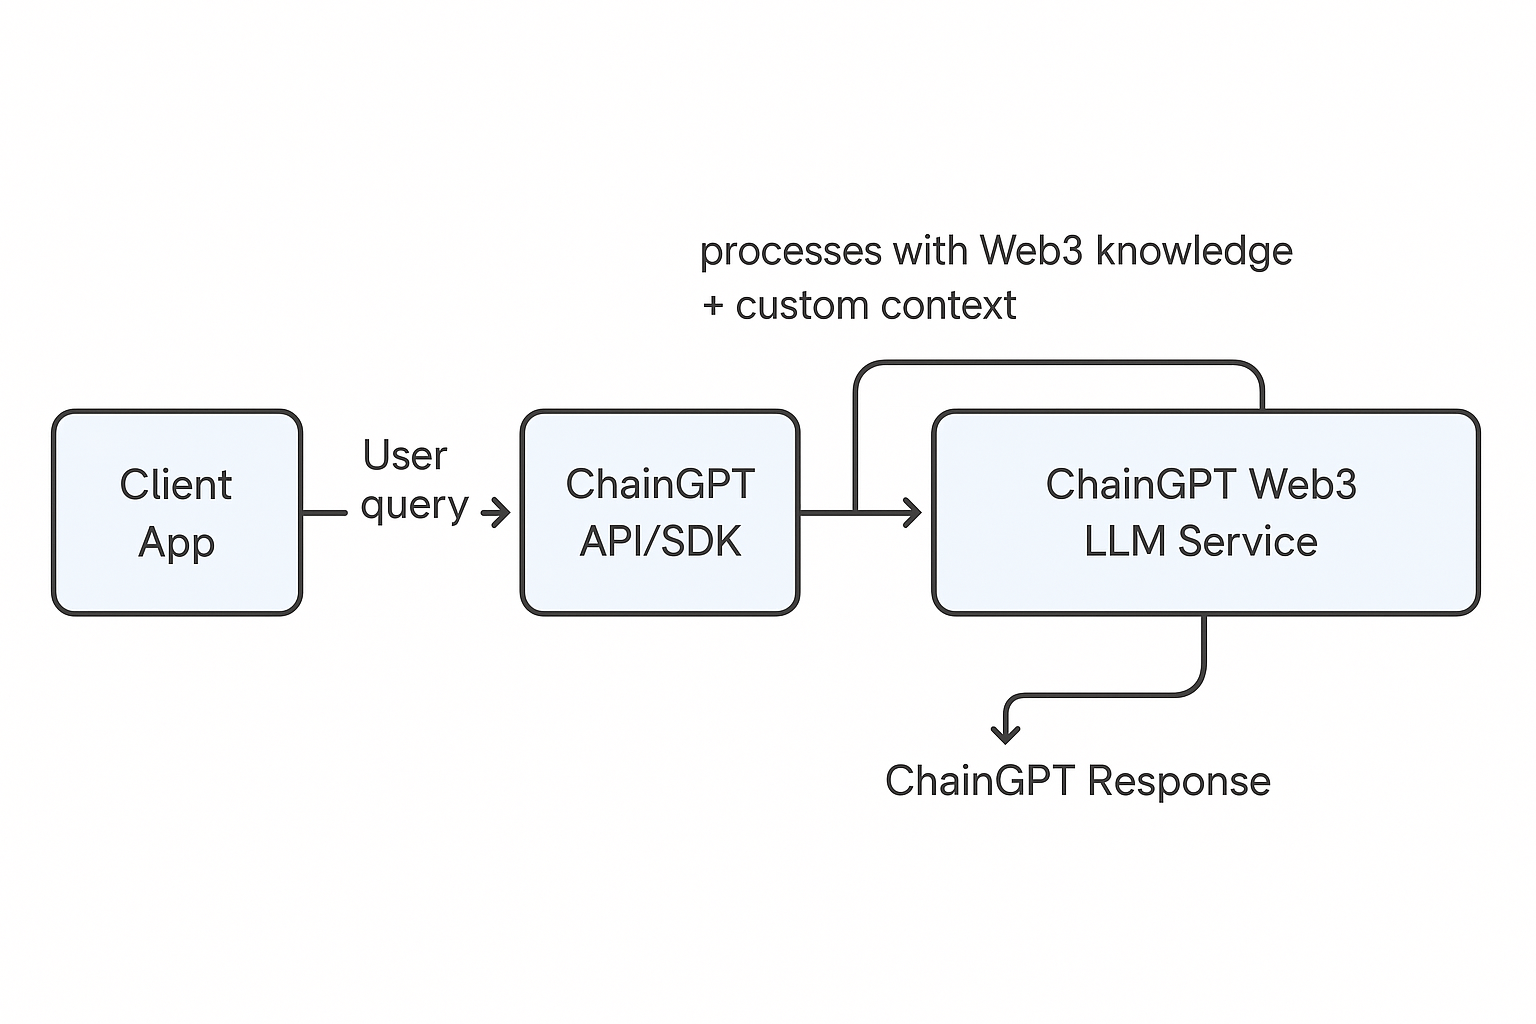 processes with Web3 knowledge
+ custom context
Client
App
User
query
ChainGPT
API/SDK
ChainGPT Web3
LLM Service
ChainGPT Response